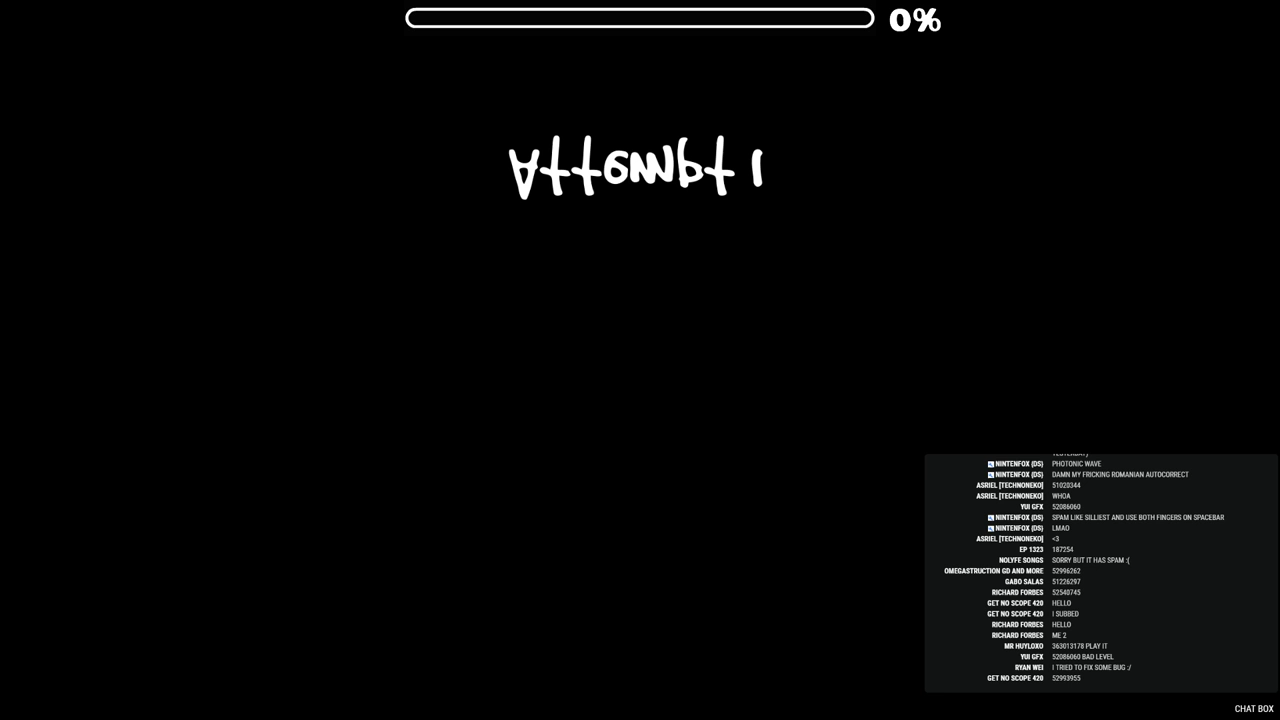 0%
Attempt 1
NINTENFOX (DS) PHOTONIC WAVE
NINTENFOX (DS) DAMN MY FRICKING ROMANIAN AUTOCORRECT
ASRIEL [TECHNONEKO] 51020344
ASRIEL [TECHNONEKO] WHOA
YUI GFX 52086060
NINTENFOX (DS) SPAM LIKE SILLIEST AND USE BOTH FINGERS ON SPACEBAR
NINTENFOX (DS) LMAO
ASRIEL [TECHNONEKO] <3
EP 1323 187254
NOLYFE SONGS SORRY BUT IT HAS SPAM :(
OMEGASTRUCTION GD AND MORE 52996262
GABO SALAS 51226297
RICHARD FORBES 52540745
GET NO SCOPE 420 HELLO
GET NO SCOPE 420 I SUBBED
RICHARD FORBES HELLO
RICHARD FORBES ME 2
MR HUYLOXO 363013178 PLAY IT
YUI GFX 52086060 BAD LEVEL
RYAN WEI I TRIED TO FIX SOME BUG :/
GET NO SCOPE 420 52993955
CHAT BOX